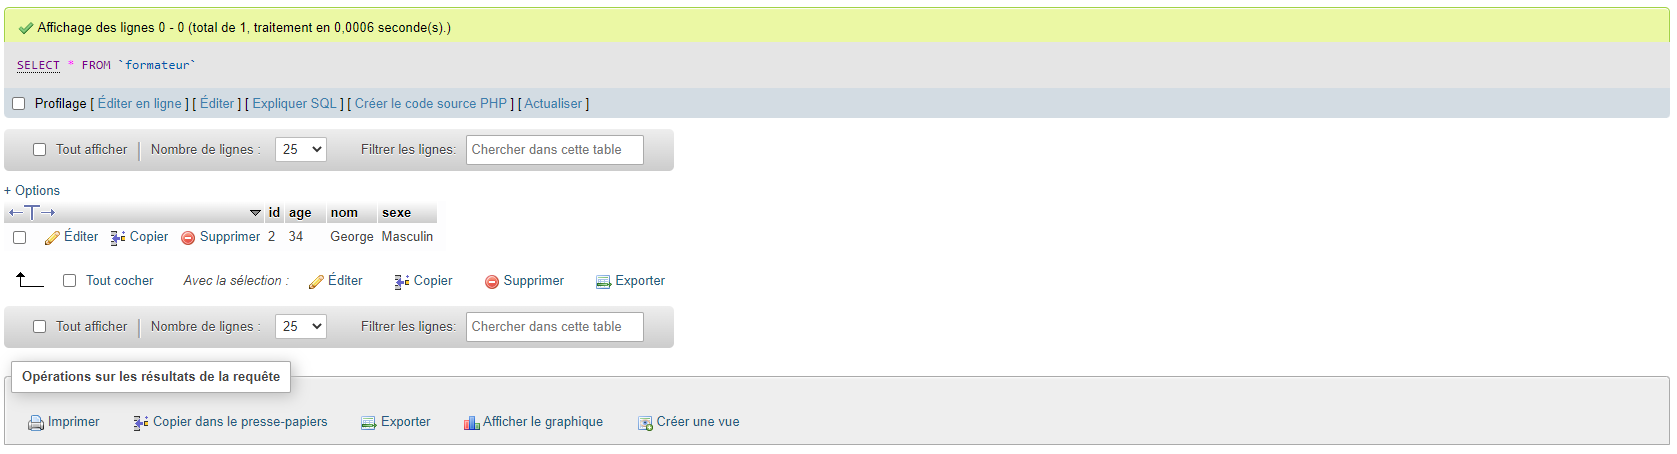 Affichage des lignes 0 - 0 (total de 1, traitement en 0,0006 seconde(s).)
SELECT * FROM `formateur`
Profilage [ Éditer en ligne ] [ Éditer ] [ Expliquer SQL ] [ Créer le code source PHP ] [ Actualiser ]
Tout afficher | Nombre de lignes : 25 Filtrer les lignes: Chercher dans cette table
+ Options
←T→ id age nom sexe
Éditer Copier Supprimer 2 34 George Masculin
Tout cocher Avec la sélection : Éditer Copier Supprimer Exporter
Tout afficher | Nombre de lignes : 25 Filtrer les lignes: Chercher dans cette table
Opérations sur les résultats de la requête
Imprimer Copier dans le presse-papiers Exporter Afficher le graphique Créer une vue